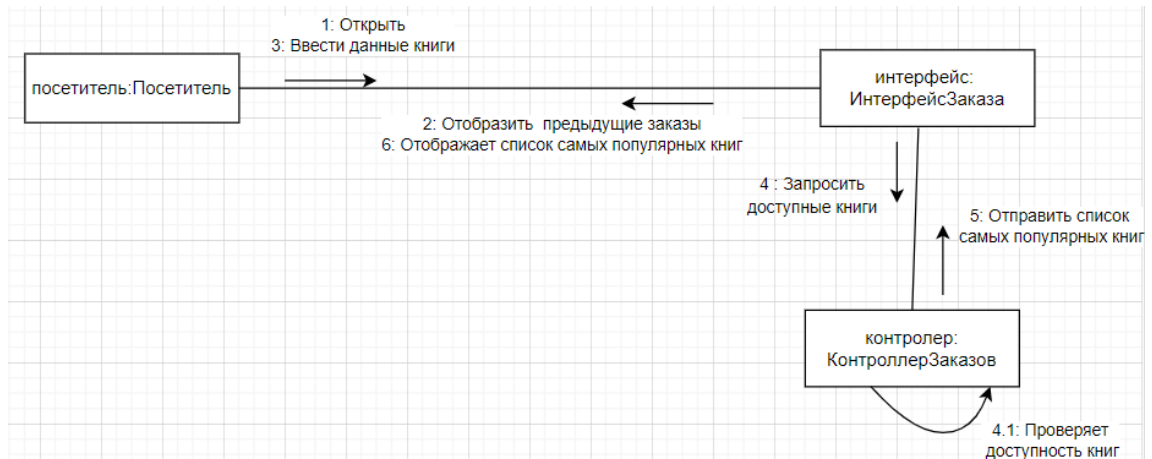 1: Открыть
3: Ввести данные книги
посетитель:Посетитель
интерфейс:
ИнтерфейсЗаказа
2: Отобразить предыдущие заказы
6: Отображает список самых популярных книг
4 : Запросить
доступные книги
5: Отправить список
самых популярных книг
контролер:
КонтроллерЗаказов
4.1: Проверяет
доступность книг